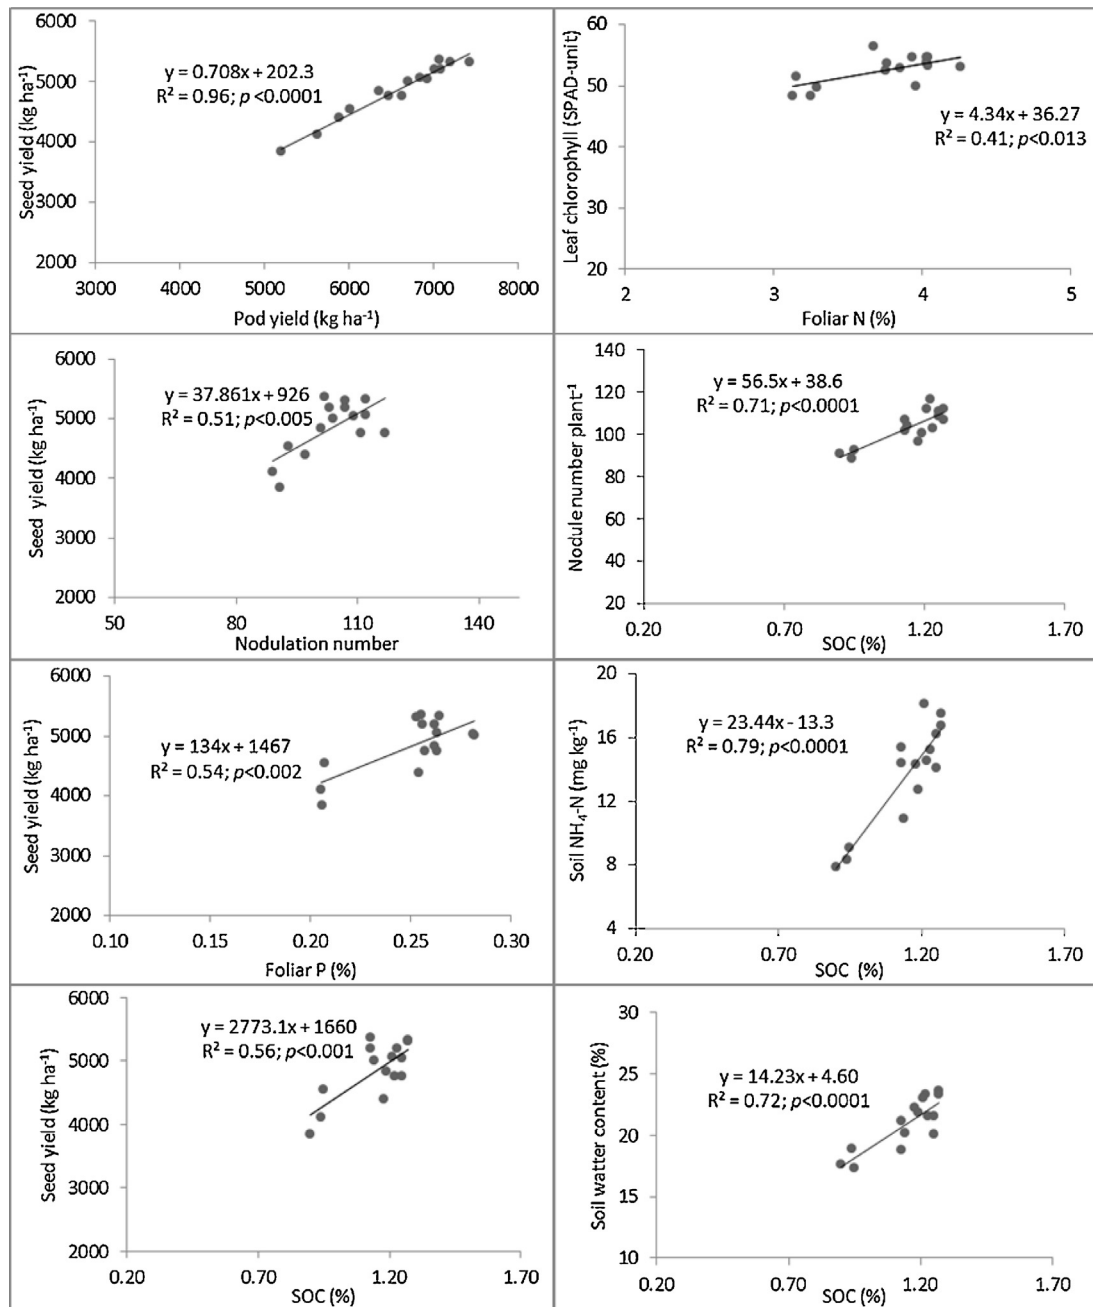 6000
5000
4000
3000
2000
Seed yield (kg ha⁻¹)
y = 0.708x + 202.3
R² = 0.96; p <0.0001
3000 4000 5000 6000 7000 8000
Pod yield (kg ha⁻¹)
60
50
40
30
20
Leaf chlorophyll (SPAD-unit)
y = 4.34x + 36.27
R² = 0.41; p<0.013
2 3 4 5
Foliar N (%)
6000
5000
4000
3000
2000
Seed yield (kg ha⁻¹)
y = 37.861x + 926
R² = 0.51; p<0.005
50 80 110 140
Nodulation number
140
120
100
80
60
40
20
Nodule number plant⁻¹
y = 56.5x + 38.6
R² = 0.71; p<0.0001
0.20 0.70 1.20 1.70
SOC (%)
6000
5000
4000
3000
2000
Seed yield (kg ha⁻¹)
y = 134x + 1467
R² = 0.54; p<0.002
0.10 0.15 0.20 0.25 0.30
Foliar P (%)
20
16
12
8
4
Soil NH₄-N (mg kg⁻¹)
y = 23.44x - 13.3
R² = 0.79; p<0.0001
0.20 0.70 1.20 1.70
SOC (%)
6000
5000
4000
3000
2000
Seed yield (kg ha⁻¹)
y = 2773.1x + 1660
R² = 0.56; p<0.001
0.20 0.70 1.20 1.70
SOC (%)
30
25
20
15
10
Soil watter content (%)
y = 14.23x + 4.60
R² = 0.72; p<0.0001
0.20 0.70 1.20 1.70
SOC (%)